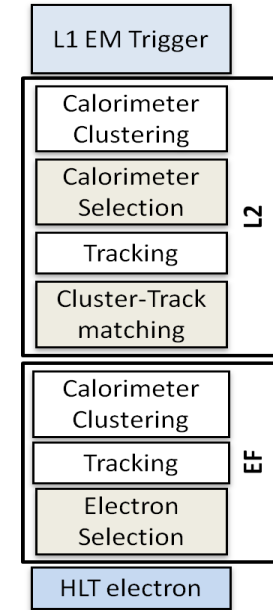 L1 EM Trigger
Calorimeter
Clustering
Calorimeter
Selection
Tracking
Cluster-Track
matching
L2
Calorimeter
Clustering
Tracking
Electron
Selection
EF
HLT electron